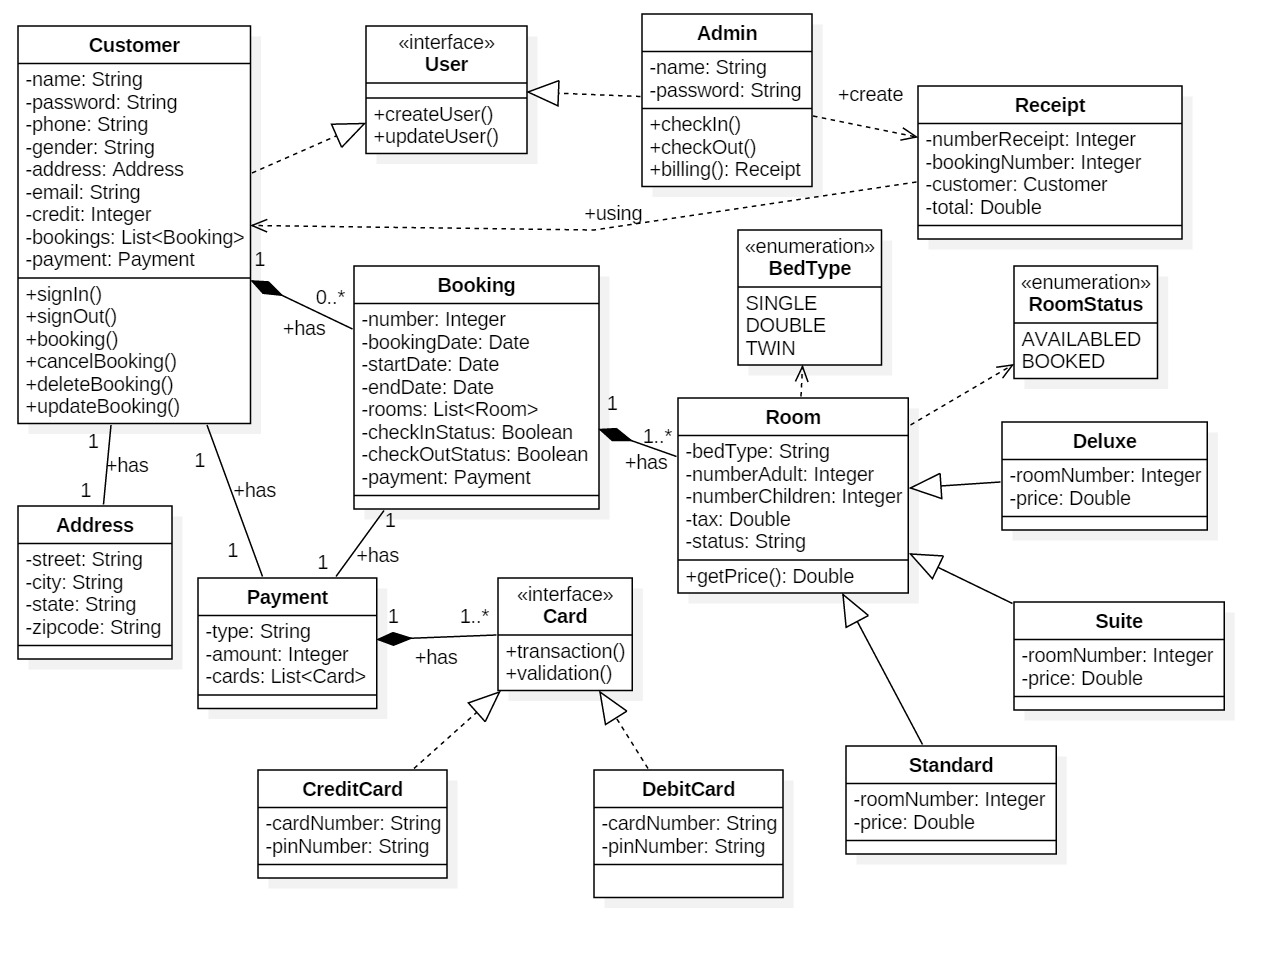 Customer
-name: String
-password: String
-phone: String
-gender: String
-address: Address
-email: String
-credit: Integer
-bookings: List<Booking>
-payment: Payment
+signIn()
+signOut()
+booking()
+cancelBooking()
+deleteBooking()
+updateBooking()
«interface»
User
+createUser()
+updateUser()
Admin
-name: String
-password: String
+checkIn()
+checkOut()
+billing(): Receipt
+create
Receipt
-numberReceipt: Integer
-bookingNumber: Integer
-customer: Customer
-total: Double
+using
1
0..*
+has
Booking
-number: Integer
-bookingDate: Date
-startDate: Date
-endDate: Date
-rooms: List<Room>
-checkInStatus: Boolean
-checkOutStatus: Boolean
-payment: Payment
«enumeration»
BedType
SINGLE
DOUBLE
TWIN
«enumeration»
RoomStatus
AVAILABLED
BOOKED
1
1..*
+has
Room
-bedType: String
-numberAdult: Integer
-numberChildren: Integer
-tax: Double
-status: String
+getPrice(): Double
Deluxe
-roomNumber: Integer
-price: Double
1
+has
1
1
+has
1
Address
-street: String
-city: String
-state: String
-zipcode: String
1
+has
1
Payment
-type: String
-amount: Integer
-cards: List<Card>
1
1..*
+has
«interface»
Card
+transaction()
+validation()
Suite
-roomNumber: Integer
-price: Double
CreditCard
-cardNumber: String
-pinNumber: String
DebitCard
-cardNumber: String
-pinNumber: String
Standard
-roomNumber: Integer
-price: Double